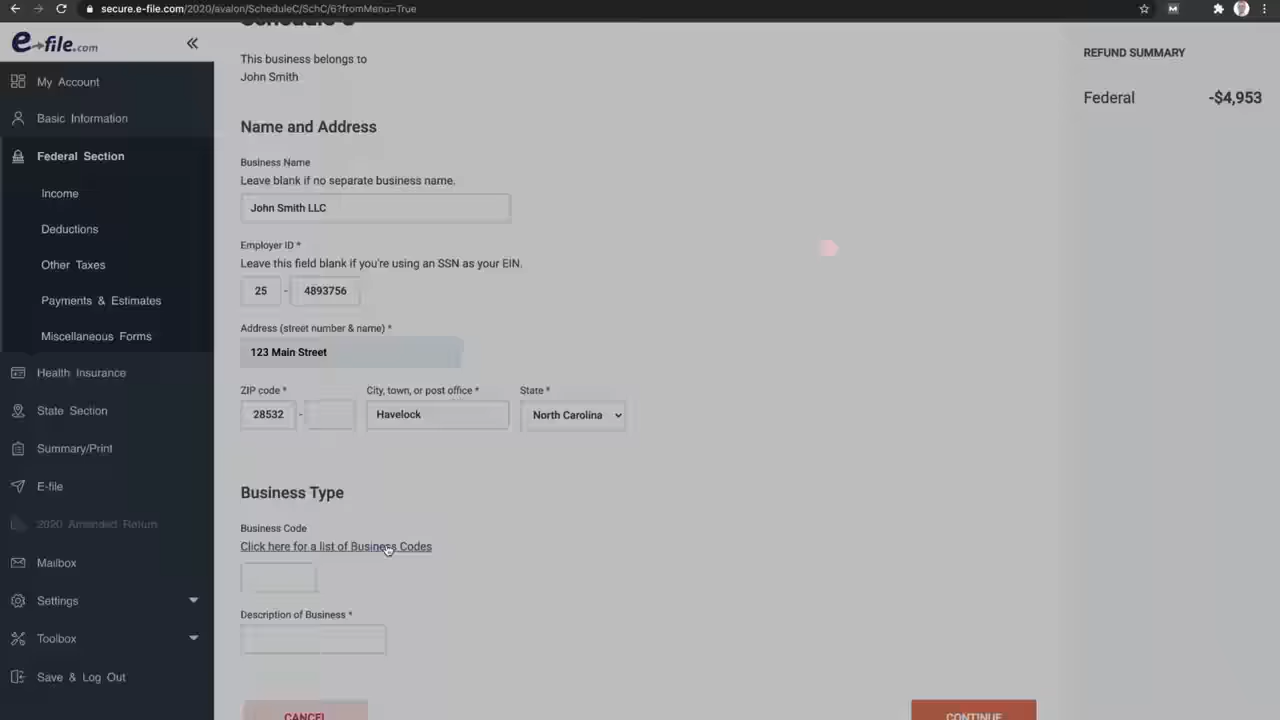 secure.e-file.com/2020/avalon/ScheduleC/SchC/6?fromMenu=True
e-file.com
Schedule C
This business belongs to
John Smith
REFUND SUMMARY
Federal -$4,953
My Account
Basic Information
Federal Section
Income
Deductions
Other Taxes
Payments & Estimates
Miscellaneous Forms
Health Insurance
State Section
Summary/Print
E-file
2020 Amended Return
Mailbox
Settings
Toolbox
Save & Log Out
Name and Address
Business Name
Leave blank if no separate business name.
John Smith LLC
Employer ID *
Leave this field blank if you're using an SSN as your EIN.
25 - 4893756
Address (street number & name) *
123 Main Street
ZIP code * City, town, or post office * State *
28532 - Havelock North Carolina
Business Type
Business Code
Click here for a list of Business Codes
Description of Business *
CANCEL CONTINUE